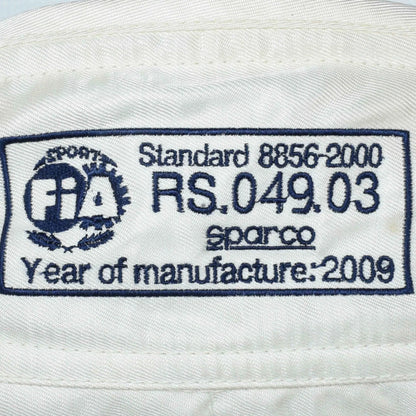 SPORT
FIA
Standard 8856-2000
RS.049.03
sparco
Year of manufacture:2009